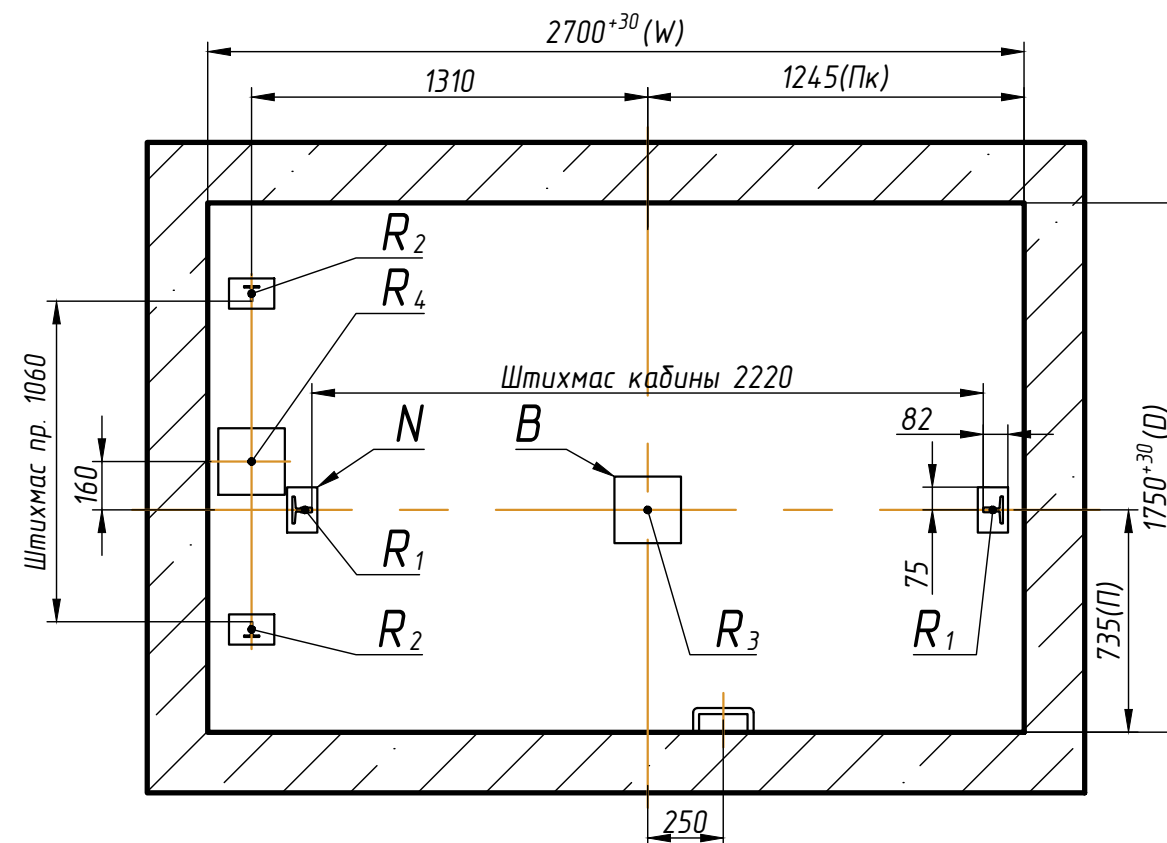 2700+30(W)
1310
1245(Пк)
R2
R4
Штихмас пр. 1060
Штихмас кабины 2220
N
B
82
160
1750+30(D)
R1
75
R2
R3
R1
735(П)
250